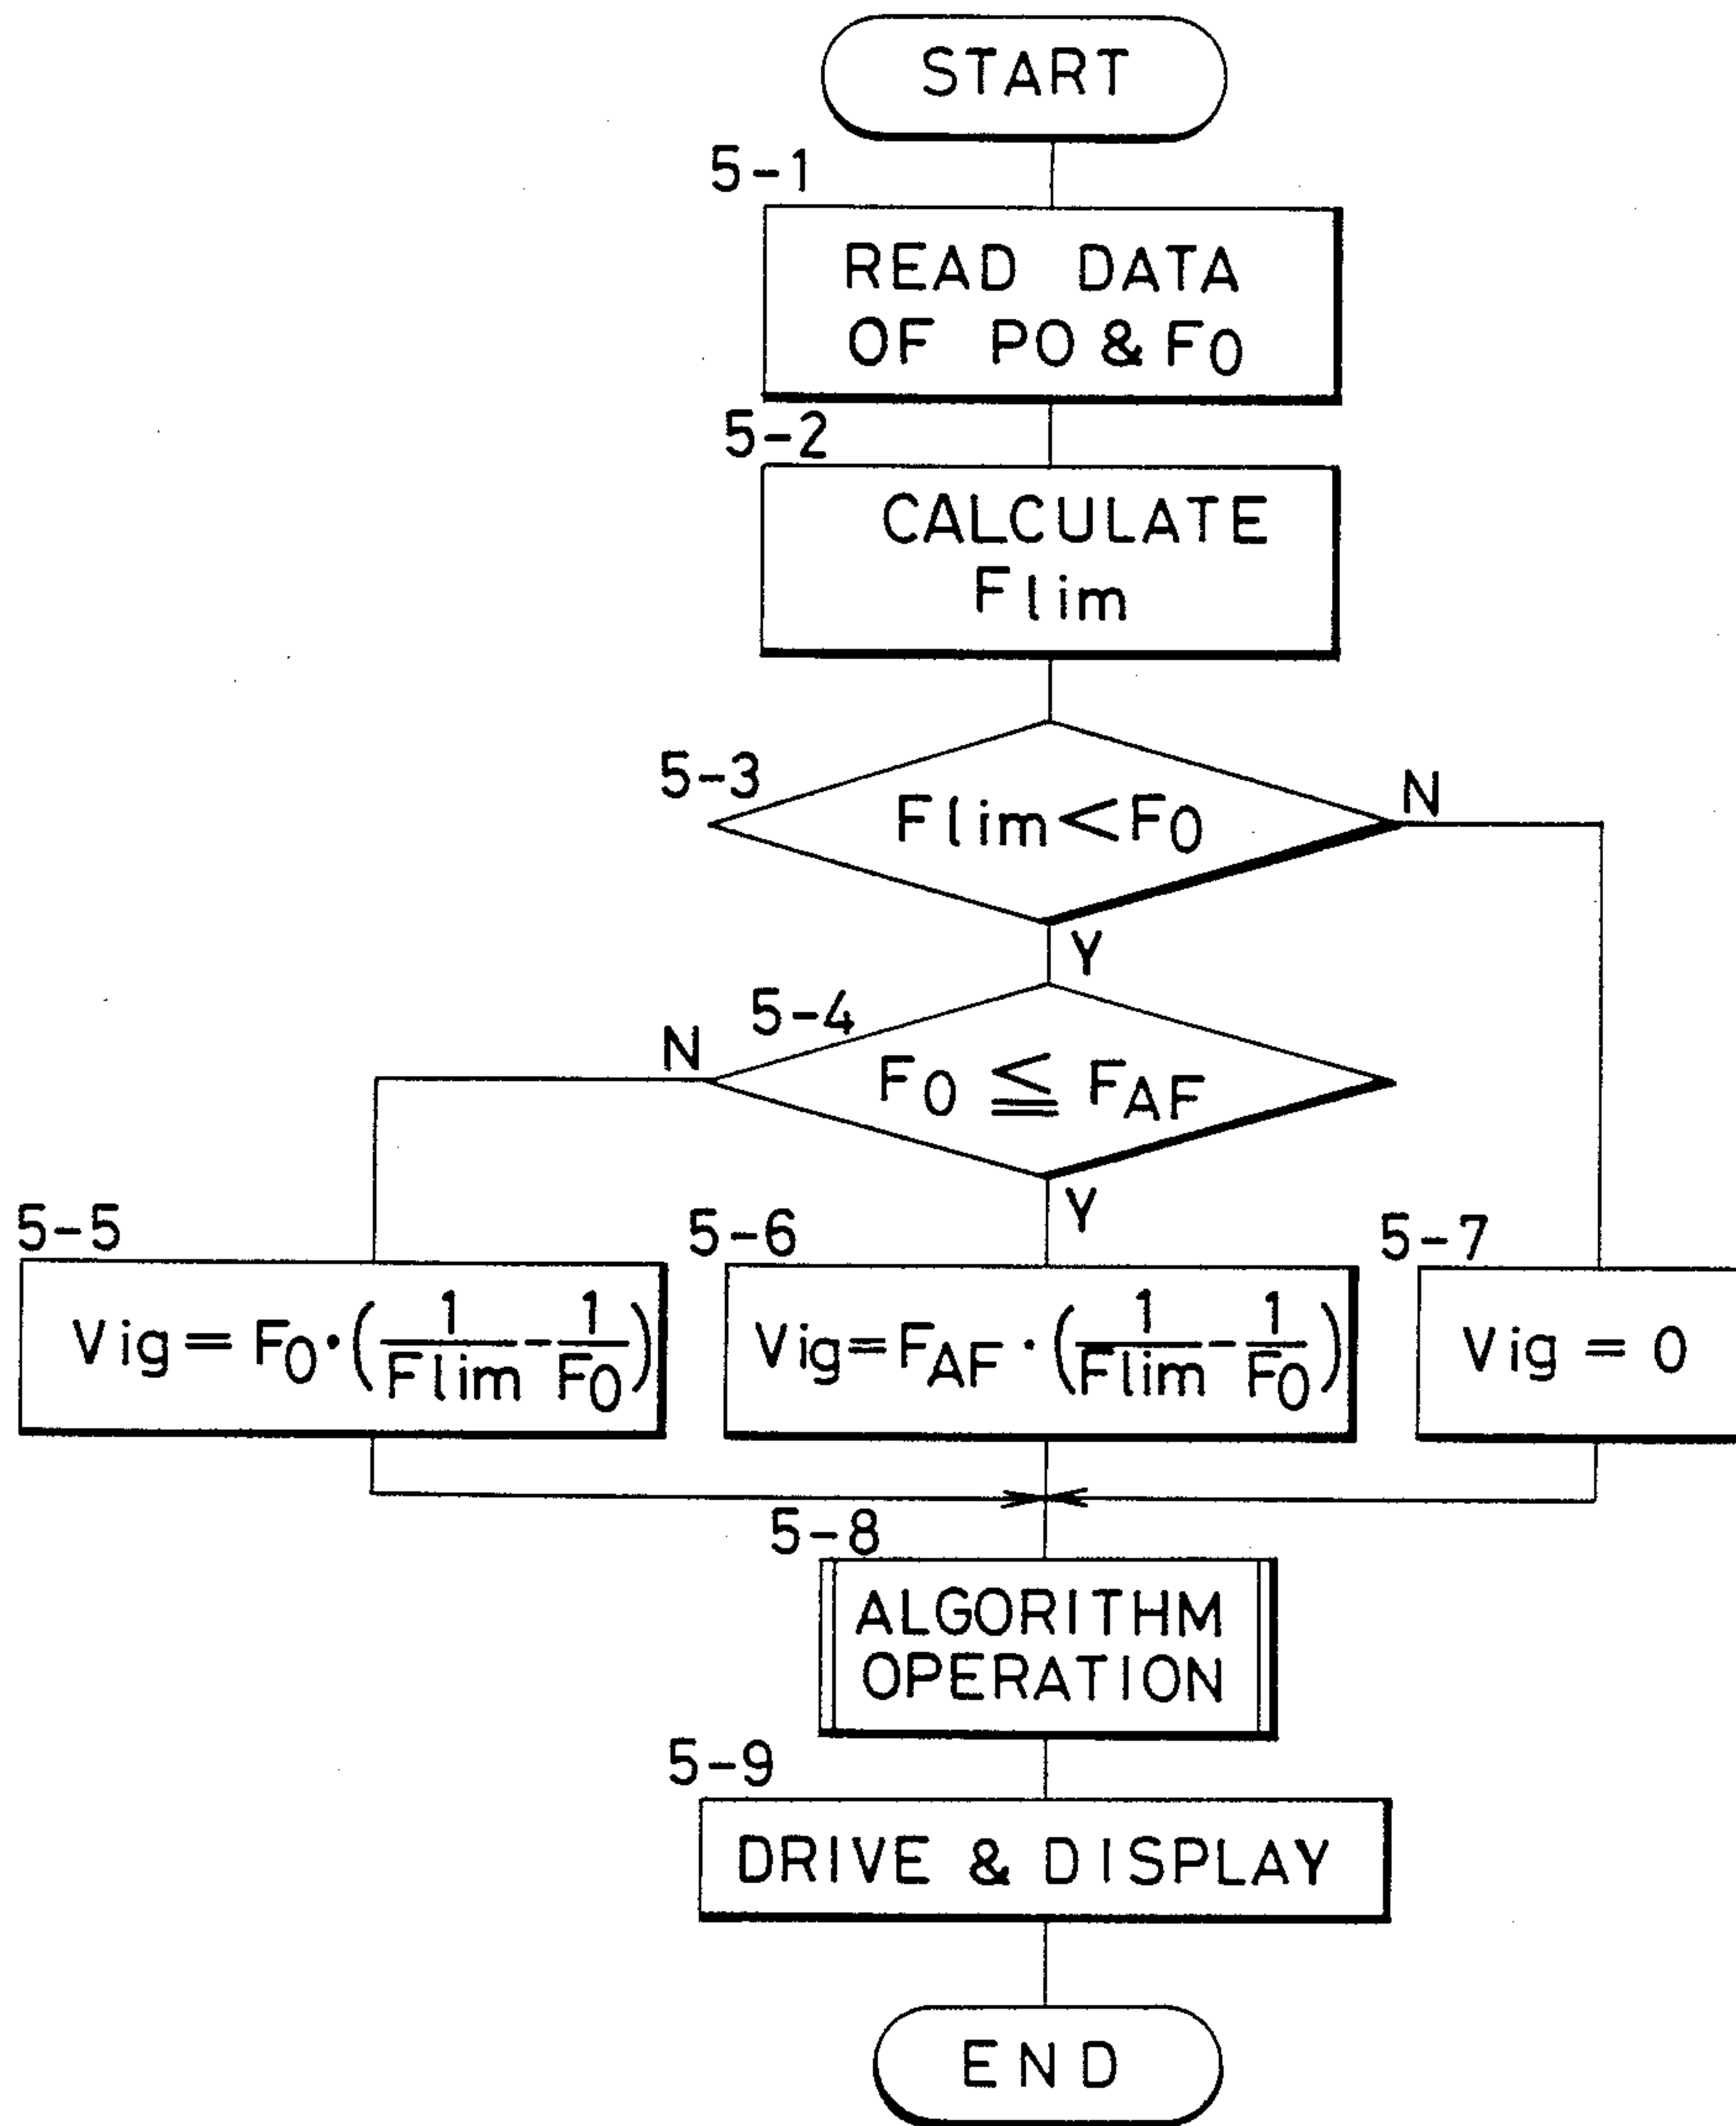 START
5-1
READ DATA
OF PO & F0
5-2
CALCULATE
Flim
5-3
Flim<F0
N
Y
5-4
N
F0 ≦ FAF
Y
5-5
Vig = F0・(1/Flim - 1/F0)
5-6
Vig = FAF・(1/Flim - 1/F0)
5-7
Vig = 0
5-8
ALGORITHM
OPERATION
5-9
DRIVE & DISPLAY
END